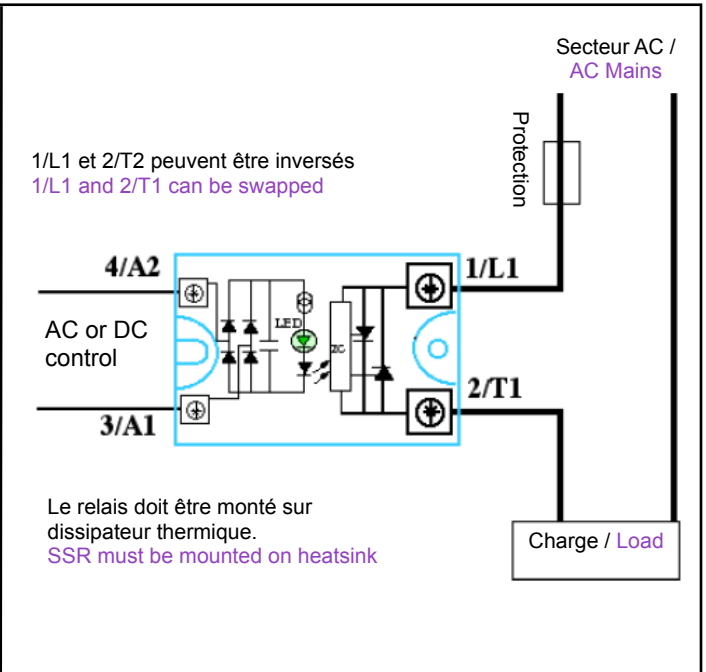 Secteur AC /
AC Mains
Protection
1/L1 et 2/T2 peuvent être inversés
1/L1 and 2/T1 can be swapped
4/A2
1/L1
LED
ZC
AC or DC
control
2/T1
3/A1
Le relais doit être monté sur
dissipateur thermique.
SSR must be mounted on heatsink
Charge / Load